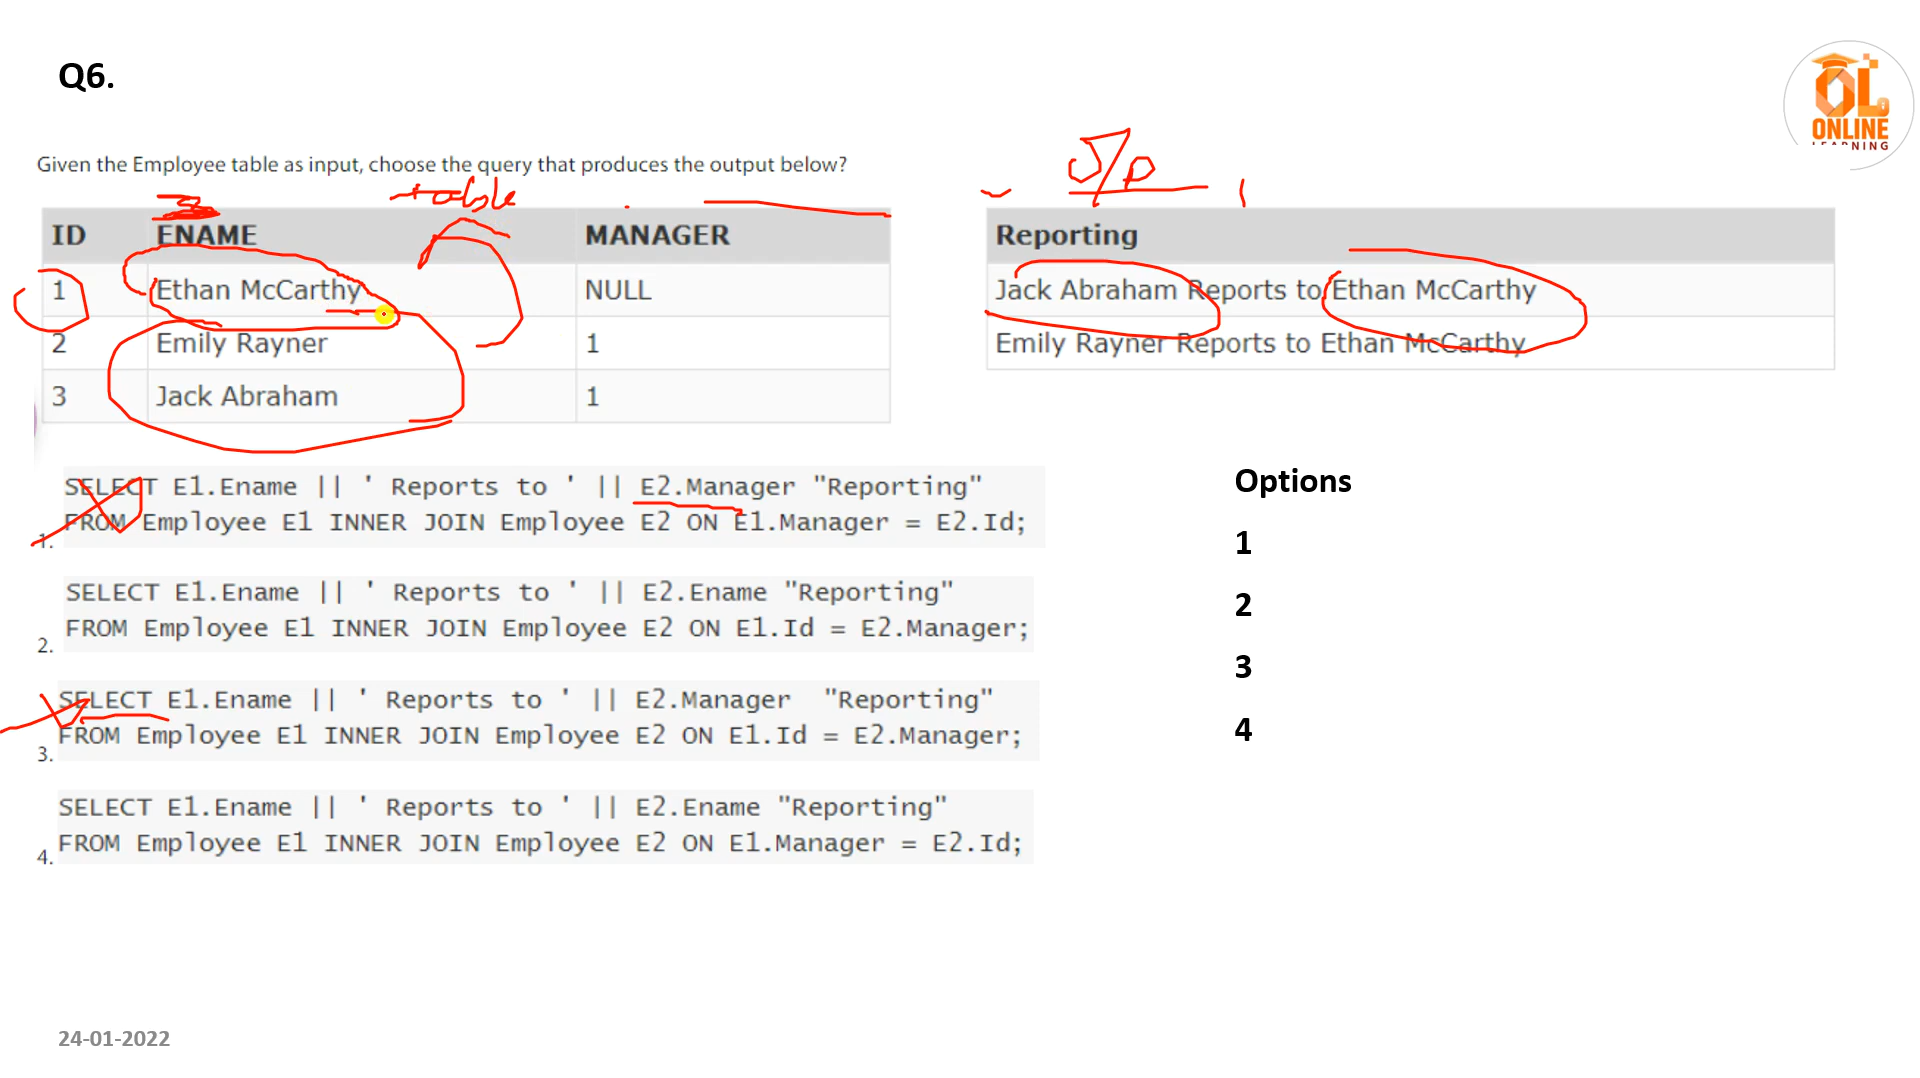 Q6.
OL
ONLINE
LEARNING
Given the Employee table as input, choose the query that produces the output below?
table
O/P
ID ENAME MANAGER
1 Ethan McCarthy NULL
2 Emily Rayner 1
3 Jack Abraham 1
Reporting
Jack Abraham Reports to Ethan McCarthy
Emily Rayner Reports to Ethan McCarthy
SELECT E1.Ename || ' Reports to ' || E2.Manager "Reporting"
FROM Employee E1 INNER JOIN Employee E2 ON E1.Manager = E2.Id;
1.
SELECT E1.Ename || ' Reports to ' || E2.Ename "Reporting"
FROM Employee E1 INNER JOIN Employee E2 ON E1.Id = E2.Manager;
2.
SELECT E1.Ename || ' Reports to ' || E2.Manager "Reporting"
FROM Employee E1 INNER JOIN Employee E2 ON E1.Id = E2.Manager;
3.
SELECT E1.Ename || ' Reports to ' || E2.Ename "Reporting"
FROM Employee E1 INNER JOIN Employee E2 ON E1.Manager = E2.Id;
4.
Options
1
2
3
4
24-01-2022